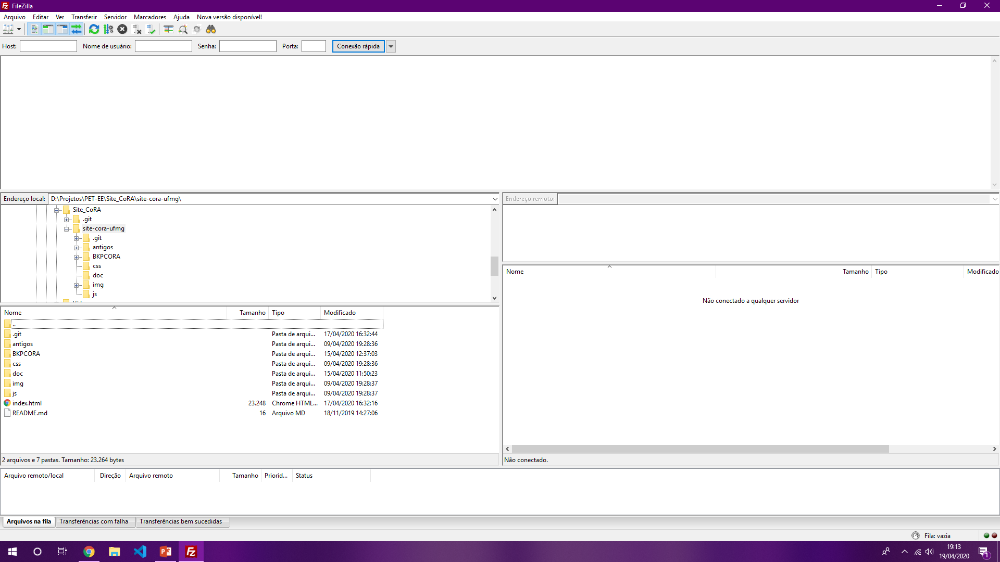 FileZilla
Arquivo Editar Ver Transferir Servidor Marcadores Ajuda Nova versão disponível!
Host: Nome de usuário: Senha: Porta: Conexão rápida
Endereço local: D:\Projetos\PET-EE\Site_CoRA\site-cora-ufmg\
Endereço remoto:
Site_CoRA
.git
site-cora-ufmg
.git
antigos
BKPCORA
css
doc
img
js
Nome Tamanho Tipo Modificado
..
.git Pasta de arqui... 17/04/2020 16:32:44
antigos Pasta de arqui... 09/04/2020 19:28:36
BKPCORA Pasta de arqui... 15/04/2020 12:37:03
css Pasta de arqui... 09/04/2020 19:28:36
doc Pasta de arqui... 15/04/2020 11:50:23
img Pasta de arqui... 09/04/2020 19:28:37
js Pasta de arqui... 09/04/2020 19:28:37
index.html 23.248 Chrome HTML... 17/04/2020 16:32:16
README.md 16 Arquivo MD 18/11/2019 14:27:06
2 arquivos e 7 pastas. Tamanho: 23.264 bytes
Nome Tamanho Tipo Modificado
Não conectado a qualquer servidor
Não conectado.
Arquivo remoto/local Direção Arquivo remoto Tamanho Priorid... Status
Arquivos na fila Transferências com falha Transferências bem sucedidas
Fila: vazia
19:13
19/04/2020
1